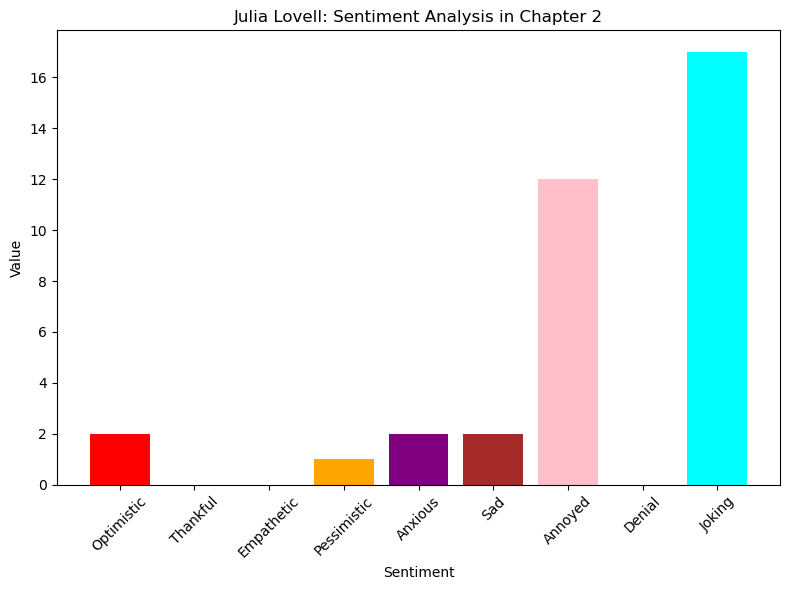 Julia Lovell: Sentiment Analysis in Chapter 2
16
14
12
10
8
6
4
2
0
Value
Optimistic
Thankful
Empathetic
Pessimistic
Anxious
Sad
Annoyed
Denial
Joking
Sentiment